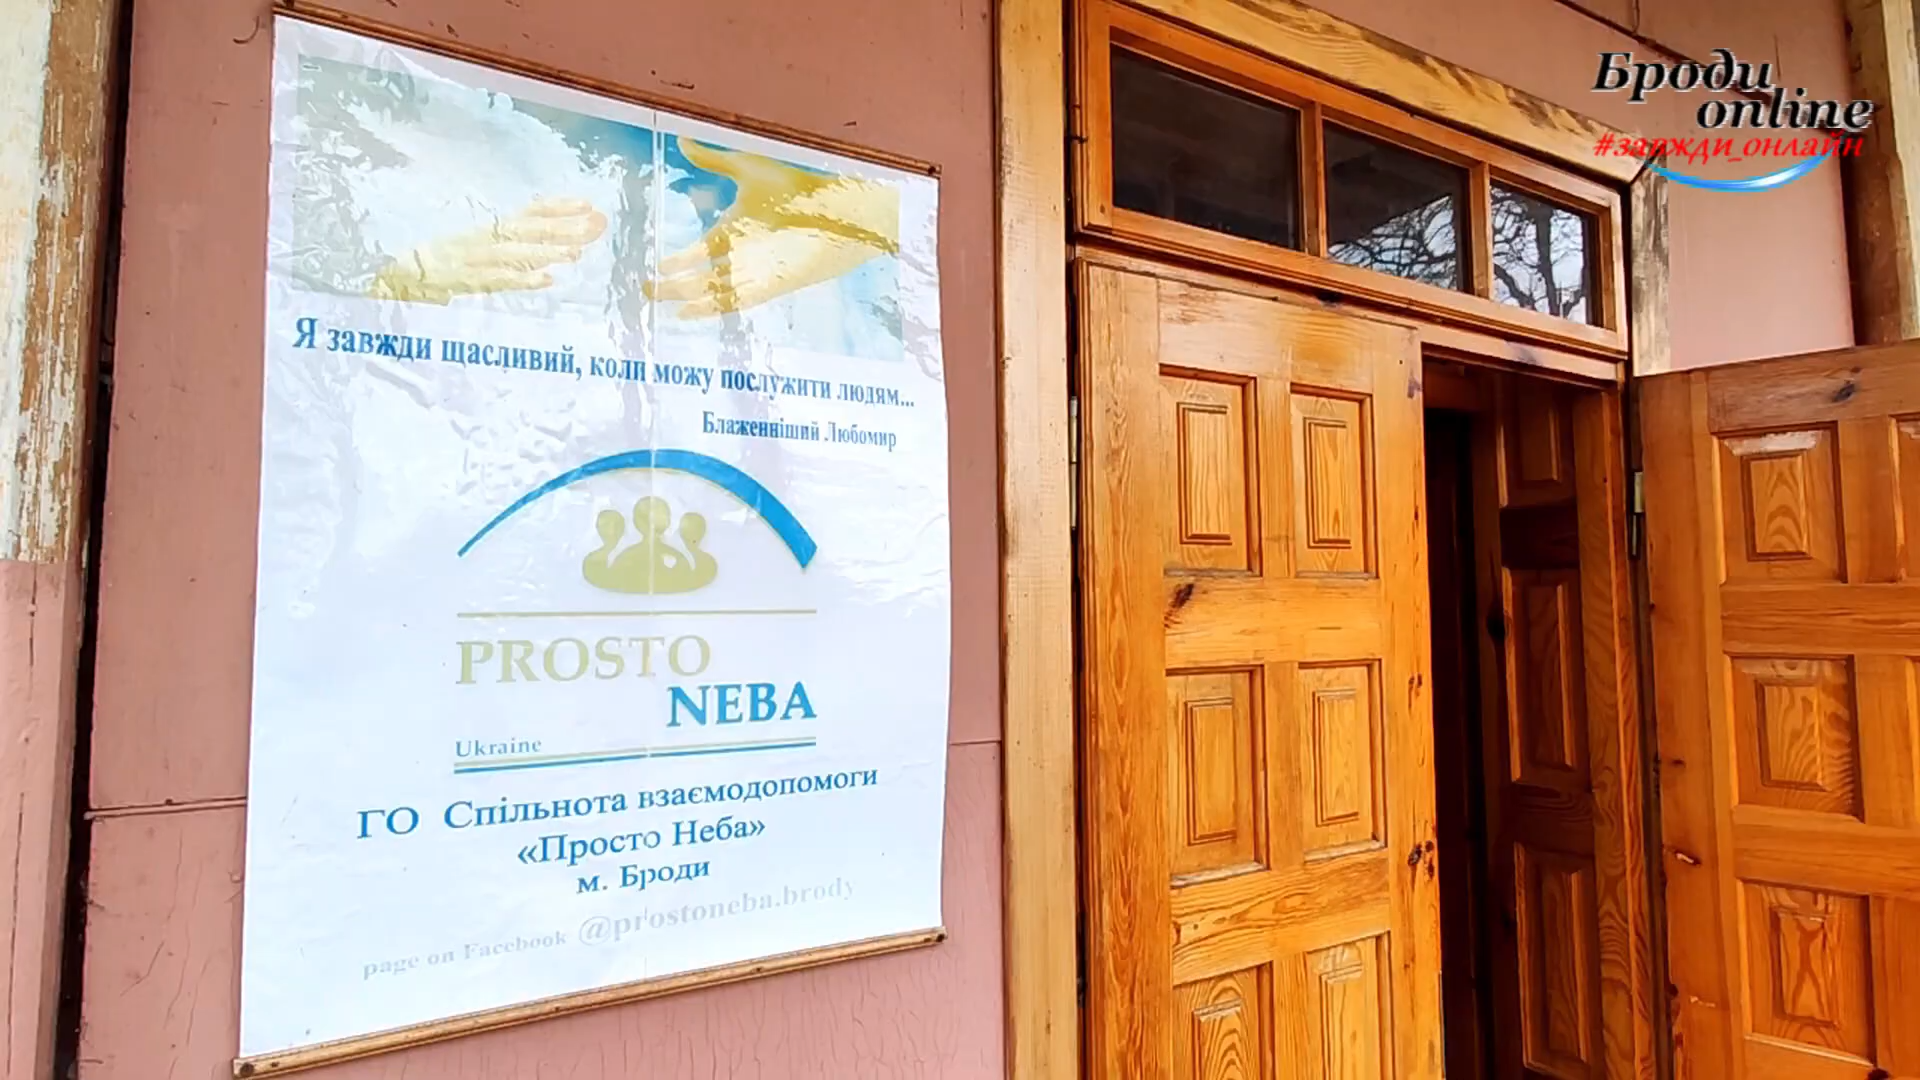 Броди
online
#завжди_онлайн
Я завжди щасливий, коли можу послужити людям...
Блаженніший Любомир
PROSTO
NEBA
Ukraine
ГО Спільнота взаємодопомоги
«Просто Неба»
м. Броди
page on Facebook @prostoneba.brody